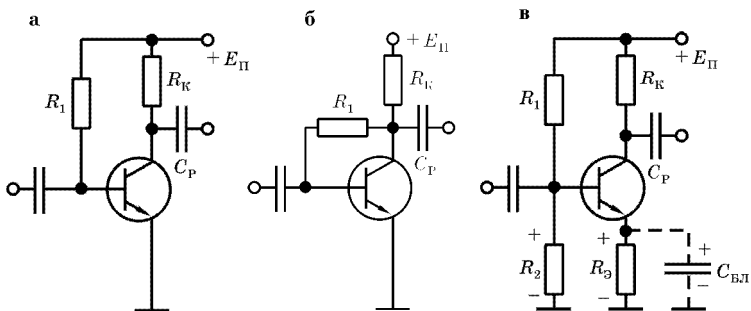 а
+ EП
RК
R1
CР
б
+ EП
RК
R1
CР
в
+ EП
RК
R1
CР
+
R2
−
+
RЭ
−
+
CБЛ
−